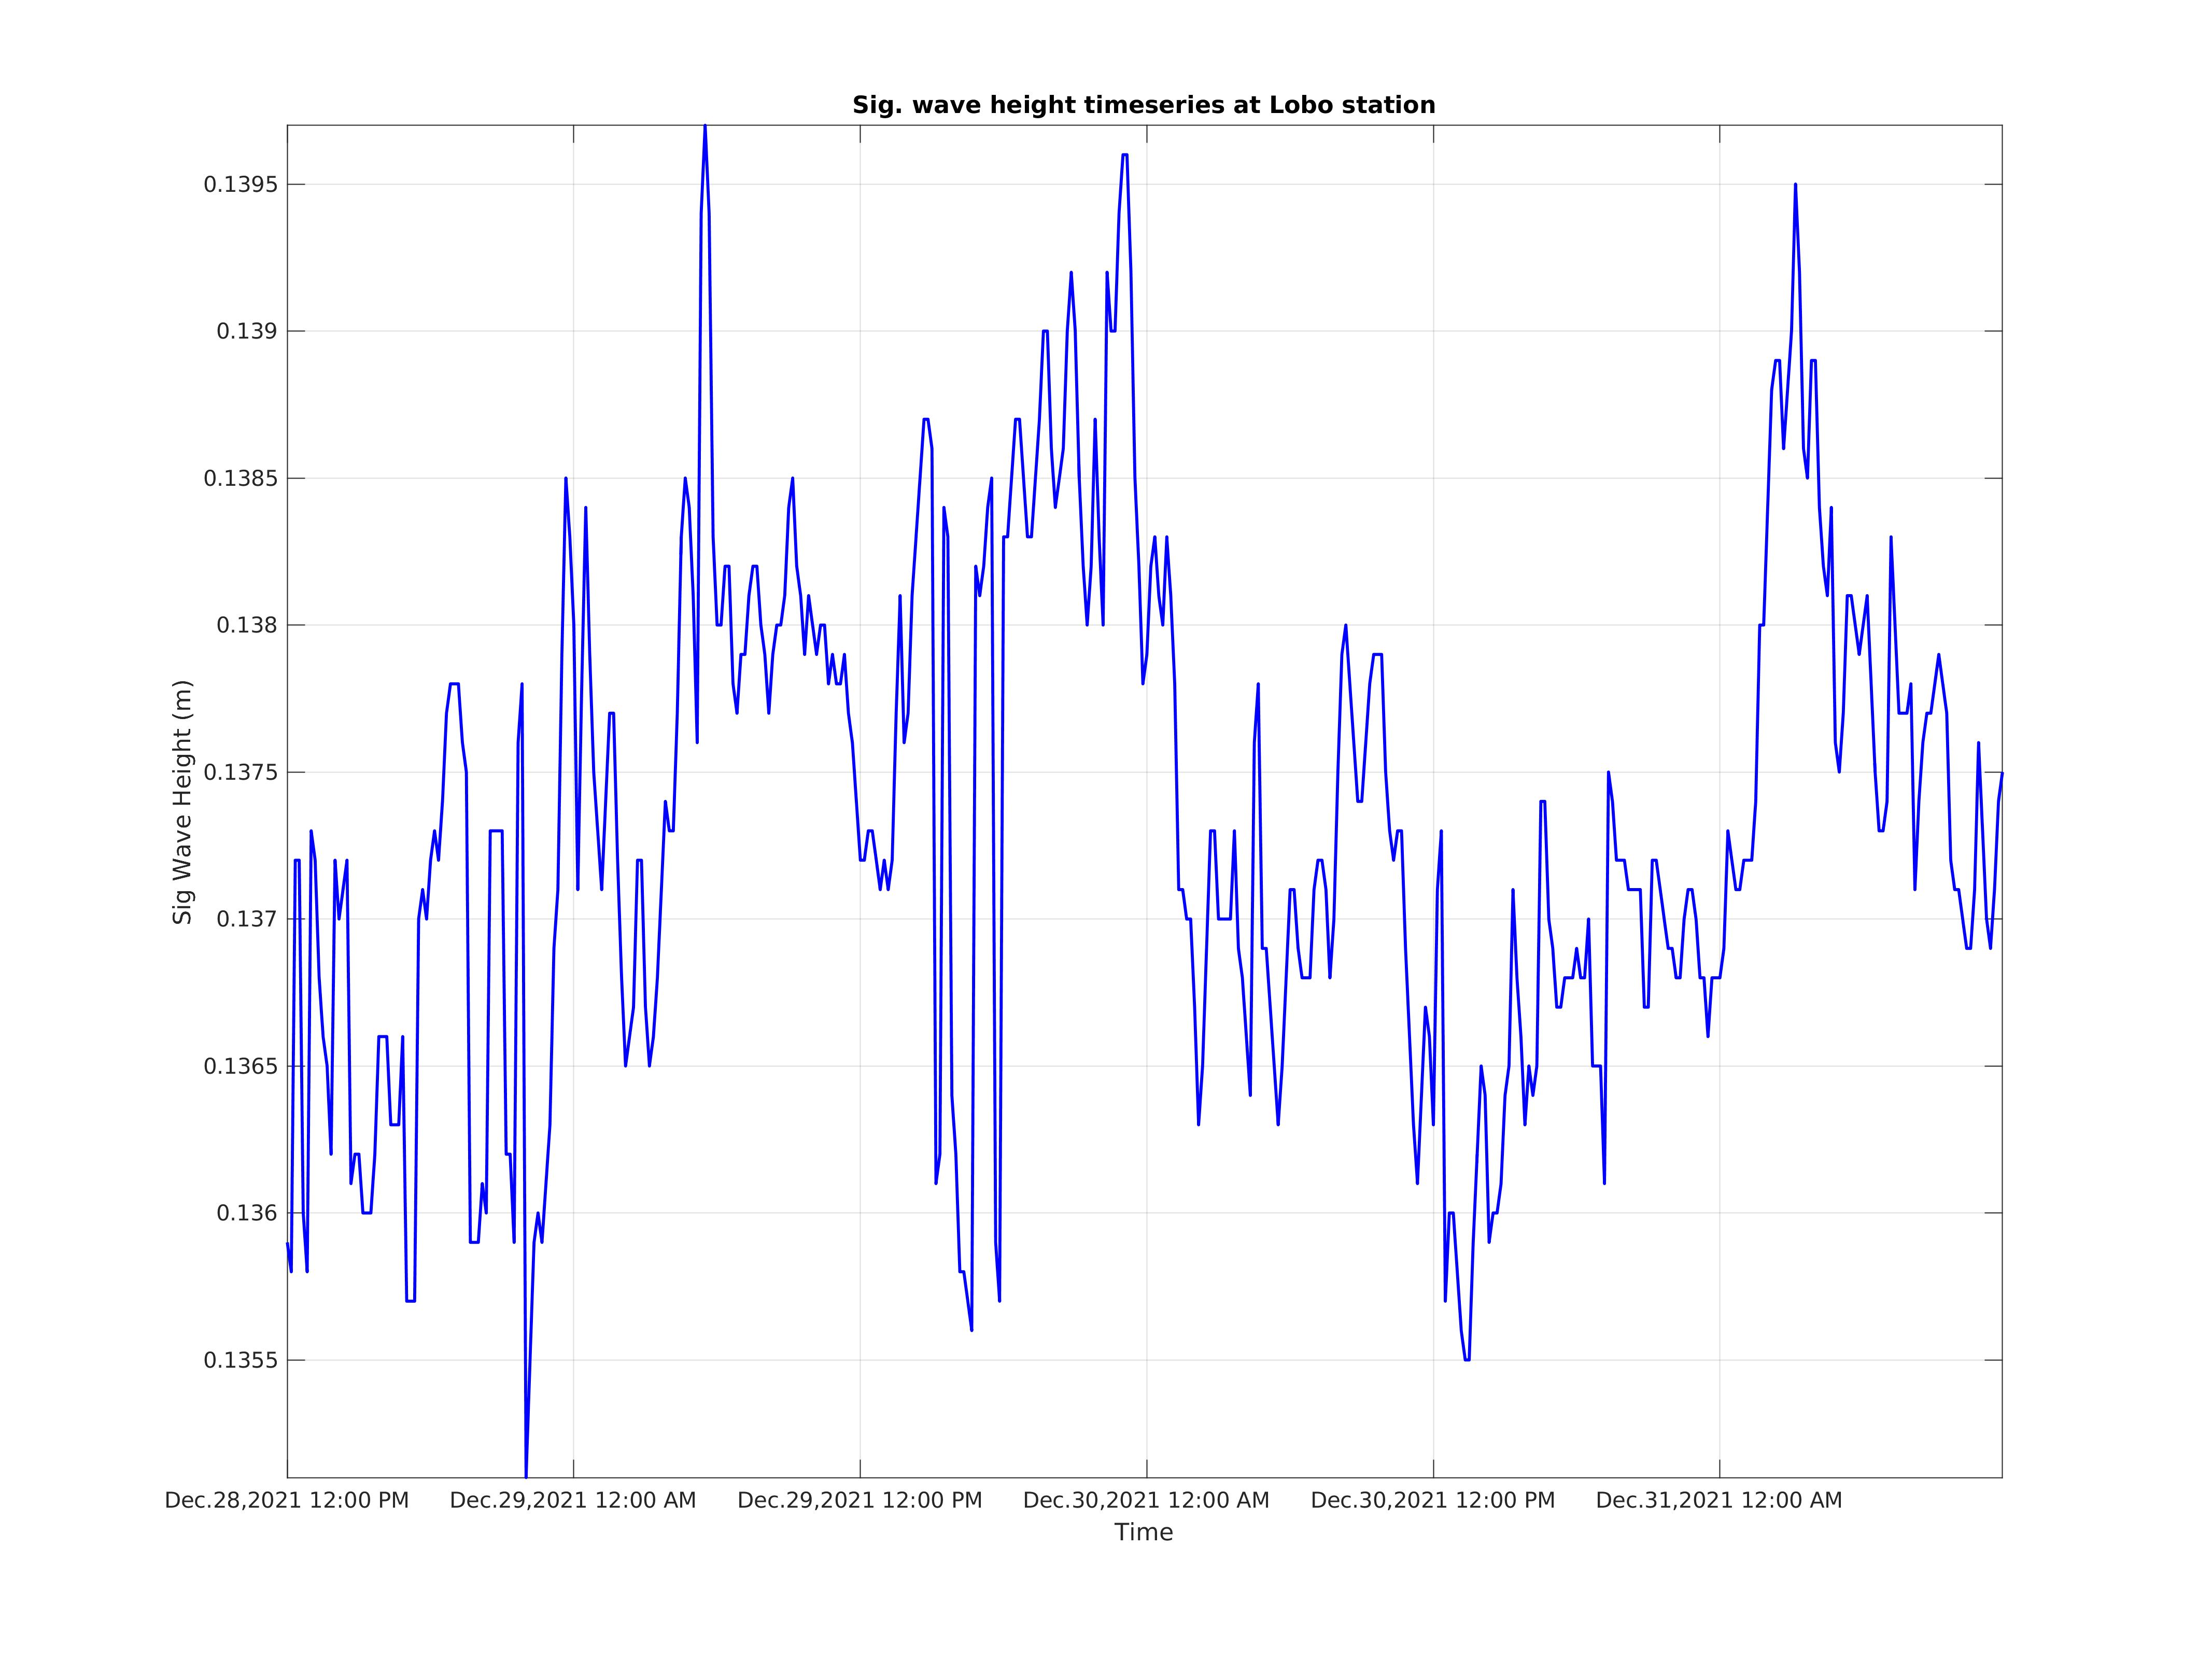 Sig. wave height timeseries at Lobo station
0.1395
0.139
0.1385
0.138
0.1375
0.137
0.1365
0.136
0.1355
Sig Wave Height (m)
Dec.28,2021 12:00 PM
Dec.29,2021 12:00 AM
Dec.29,2021 12:00 PM
Dec.30,2021 12:00 AM
Dec.30,2021 12:00 PM
Dec.31,2021 12:00 AM
Time